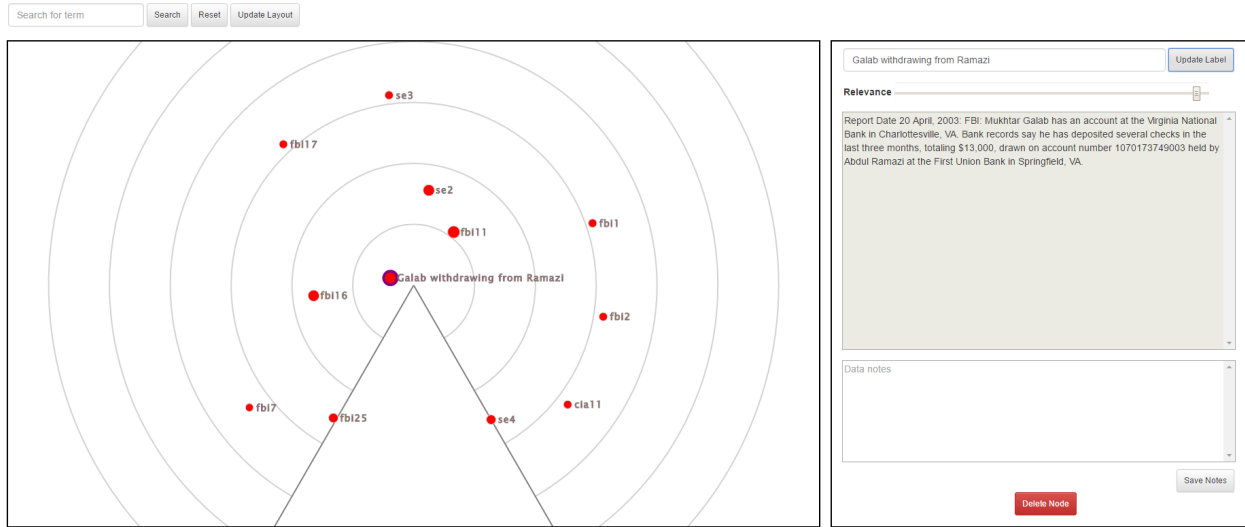 Search for term
Search
Reset
Update Layout
se3
fbi17
se2
fbi1
fbi11
Galab withdrawing from Ramazi
fbi16
fbi2
fbi7
fbi25
se4
cia11
Galab withdrawing from Ramazi
Update Label
Relevance
Report Date 20 April, 2003: FBI: Mukhtar Galab has an account at the Virginia National
Bank in Charlottesville, VA. Bank records say he has deposited several checks in the
last three months, totaling $13,000, drawn on account number 1070173749003 held by
Abdul Ramazi at the First Union Bank in Springfield, VA.
Data notes
Save Notes
Delete Node